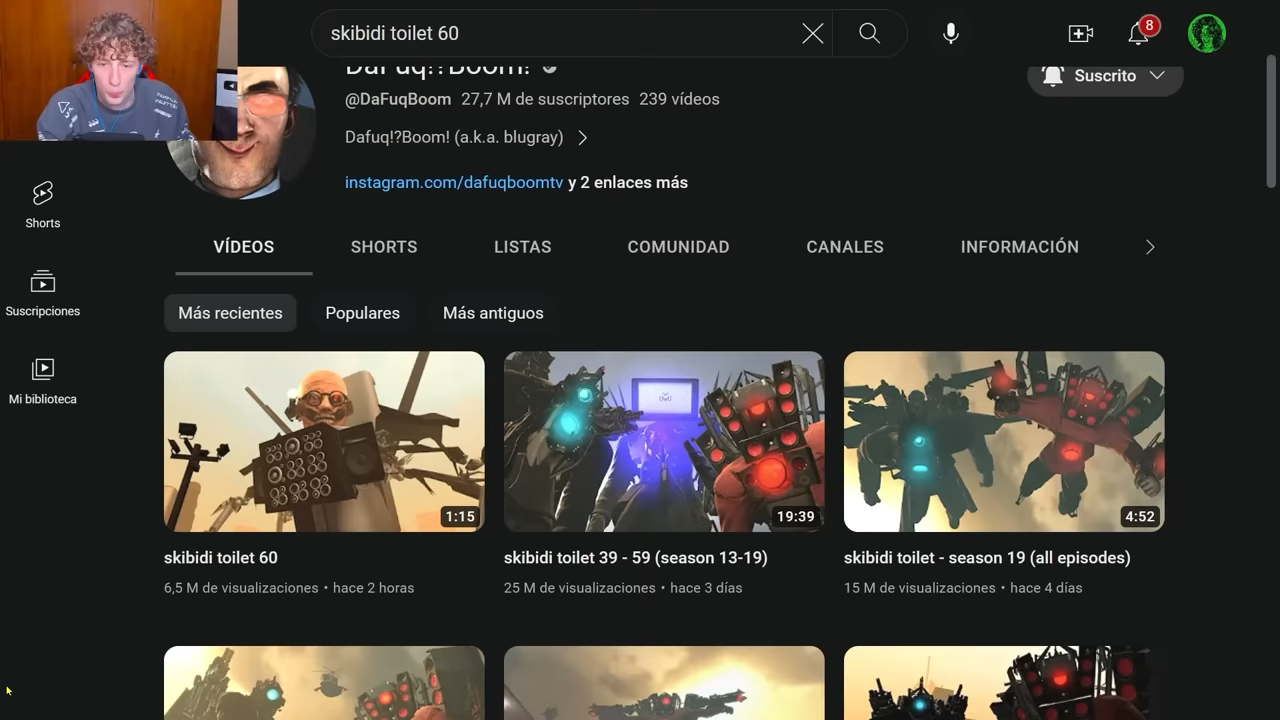 skibidi toilet 60
8
DaFuq!?Boom!
Suscrito
@DaFuqBoom 27,7 M de suscriptores 239 vídeos
Dafuq!?Boom! (a.k.a. blugray)
instagram.com/dafuqboomtv y 2 enlaces más
Shorts
Suscripciones
Mi biblioteca
VÍDEOS SHORTS LISTAS COMUNIDAD CANALES INFORMACIÓN
Más recientes Populares Más antiguos
UwU
1:15 19:39 4:52
skibidi toilet 60 skibidi toilet 39 - 59 (season 13-19) skibidi toilet - season 19 (all episodes)
6,5 M de visualizaciones • hace 2 horas 25 M de visualizaciones • hace 3 días 15 M de visualizaciones • hace 4 días